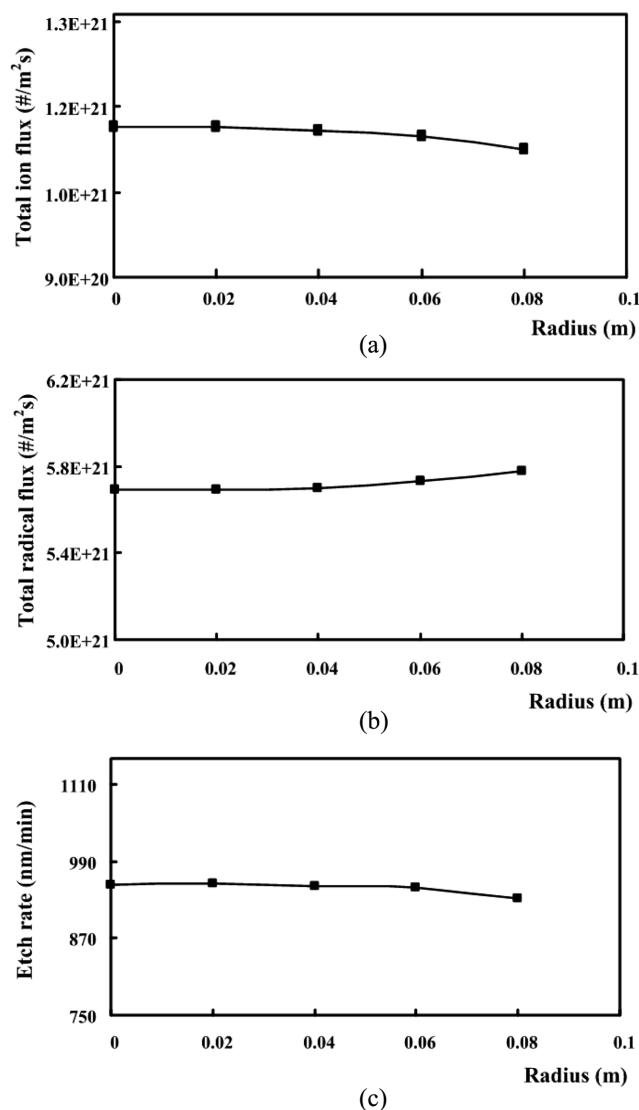 Total ion flux (#/m²s)
1.3E+21
1.2E+21
1.0E+21
9.0E+20
0 0.02 0.04 0.06 0.08 0.1
Radius (m)
(a)
Total radical flux (#/m²s)
6.2E+21
5.8E+21
5.4E+21
5.0E+21
0 0.02 0.04 0.06 0.08 0.1
Radius (m)
(b)
Etch rate (nm/min)
1110
990
870
750
0 0.02 0.04 0.06 0.08 0.1
Radius (m)
(c)